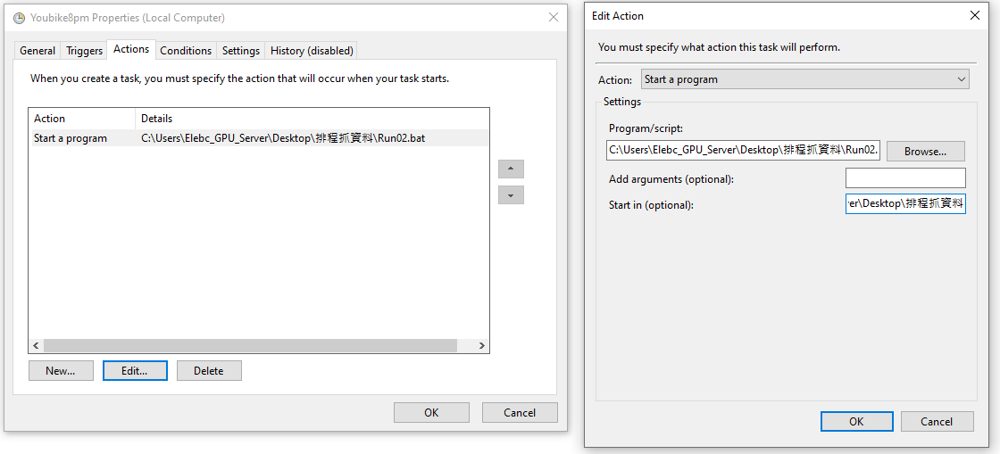 Youbike8pm Properties (Local Computer)
General Triggers Actions Conditions Settings History (disabled)
When you create a task, you must specify the action that will occur when your task starts.
Action Details
Start a program C:\Users\Elebc_GPU_Server\Desktop\排程抓資料\Run02.bat
New... Edit... Delete
OK Cancel
Edit Action
You must specify what action this task will perform.
Action: Start a program
Settings
Program/script:
C:\Users\Elebc_GPU_Server\Desktop\排程抓資料\Run02. Browse...
Add arguments (optional):
Start in (optional): er\Desktop\排程抓資料
OK Cancel